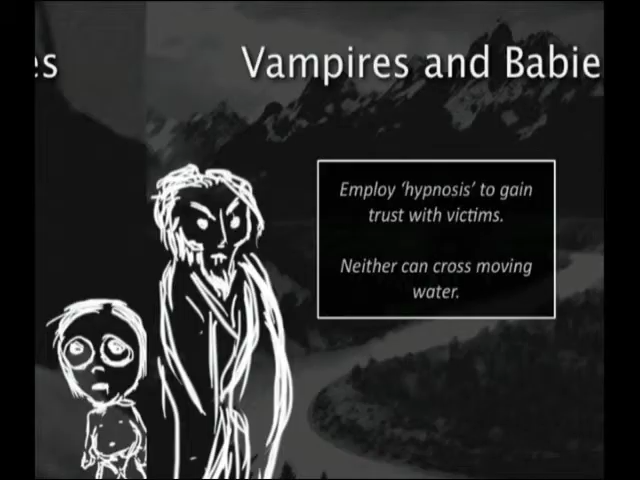 es Vampires and Babie
Employ ‘hypnosis’ to gain
trust with victims.
Neither can cross moving
water.